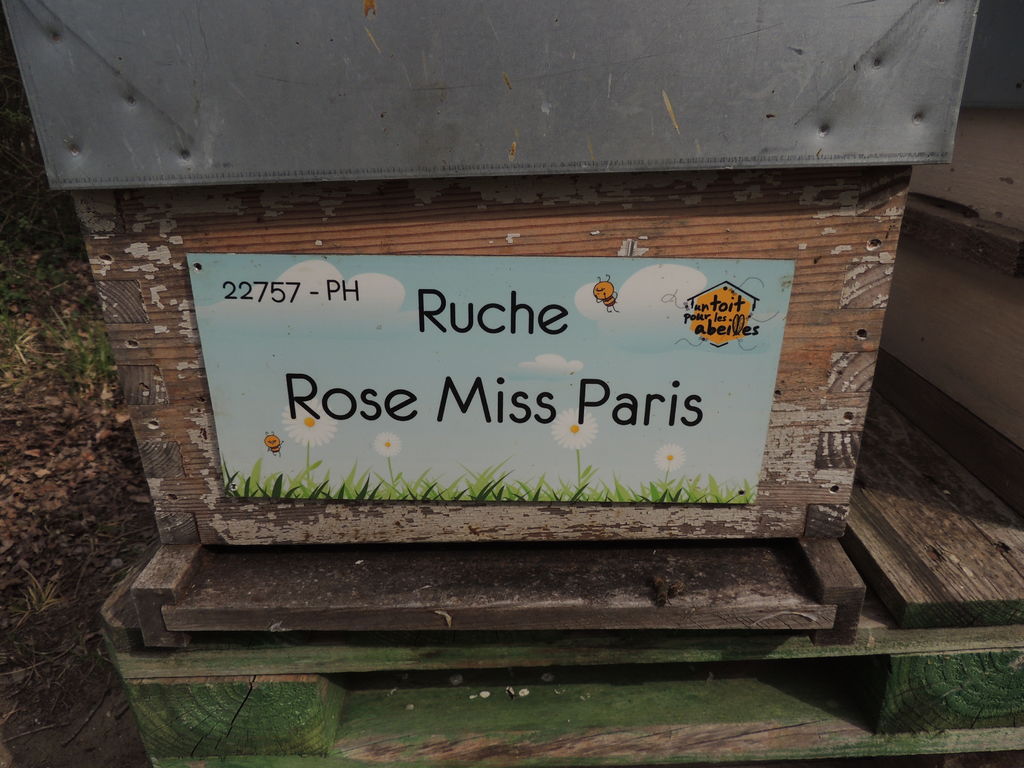 22757 - PH
Ruche
un toit
pour les
abeilles
Rose Miss Paris